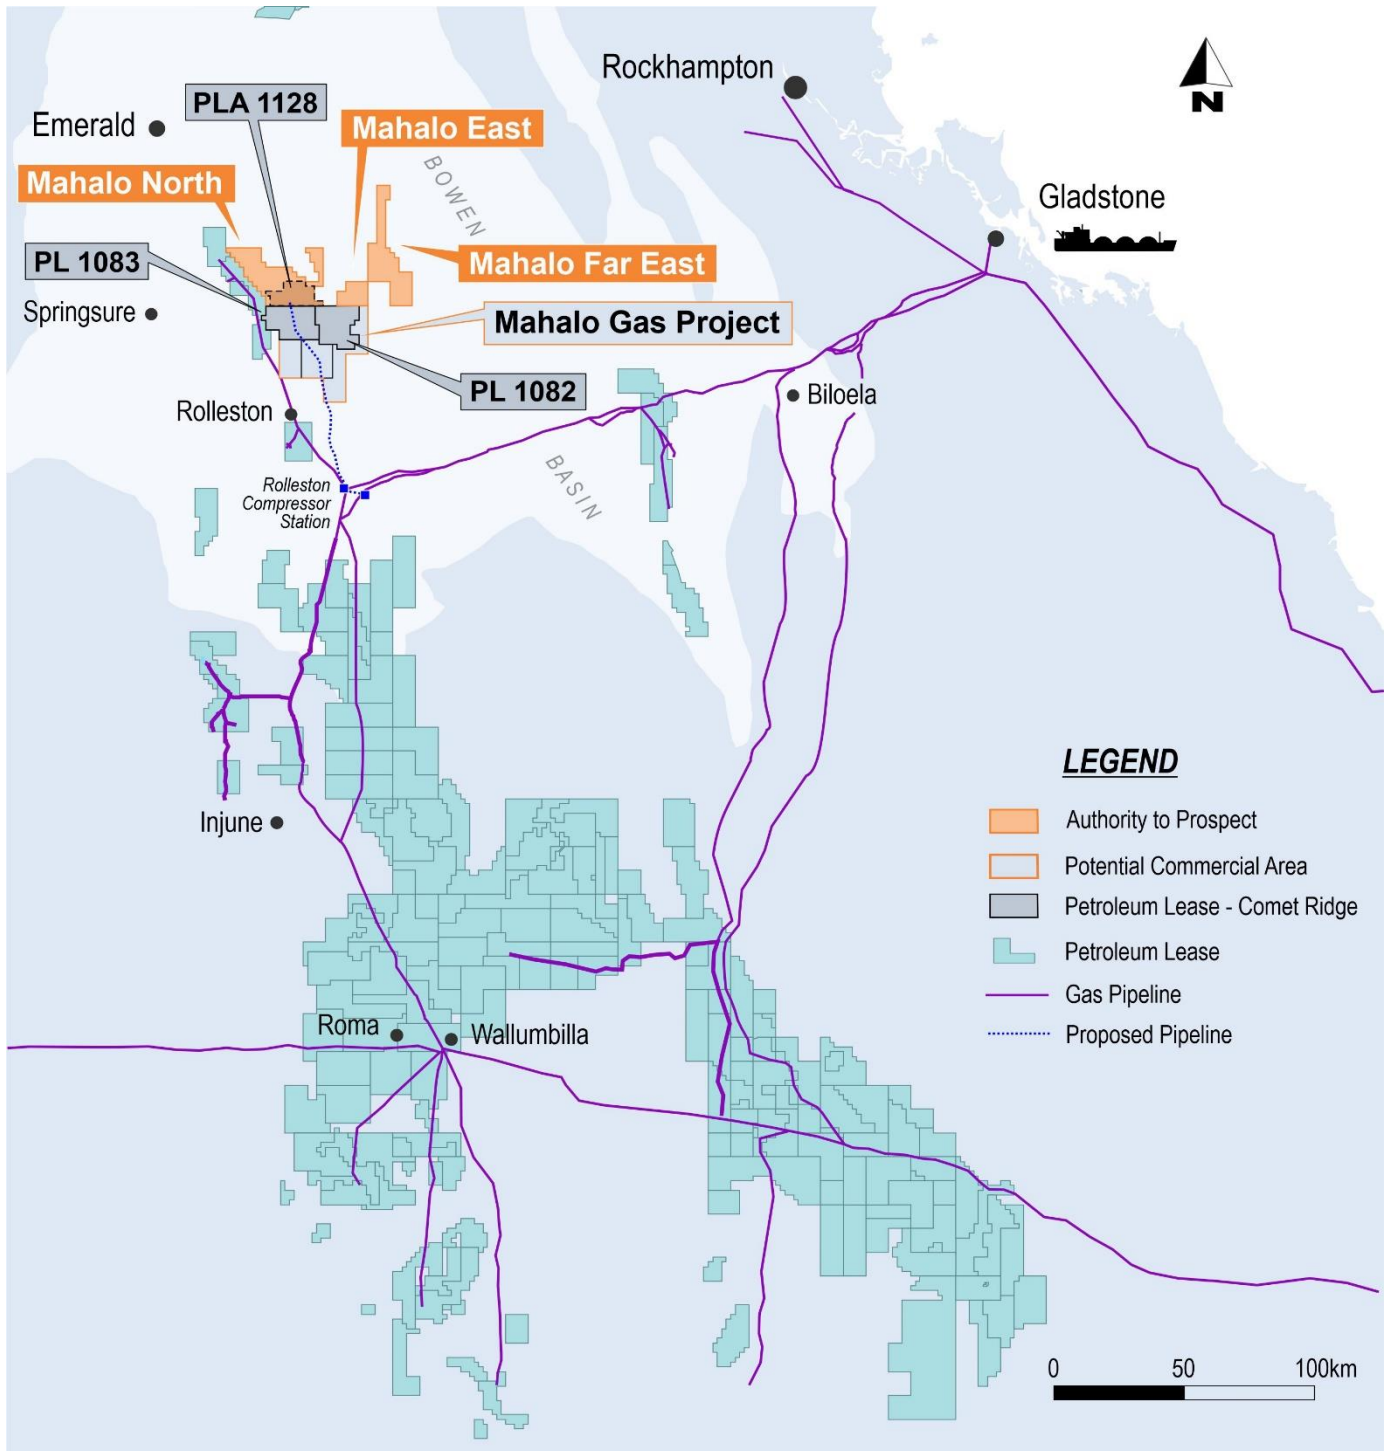 Rockhampton
N
PLA 1128
Emerald
Mahalo East
BOWEN
Mahalo North
Gladstone
PL 1083
Mahalo Far East
Springsure
Mahalo Gas Project
PL 1082
Rolleston
Biloela
BASIN
Rolleston
Compressor
Station
LEGEND
Injune
Authority to Prospect
Potential Commercial Area
Petroleum Lease - Comet Ridge
Petroleum Lease
Gas Pipeline
Proposed Pipeline
Roma
Wallumbilla
0 50 100km